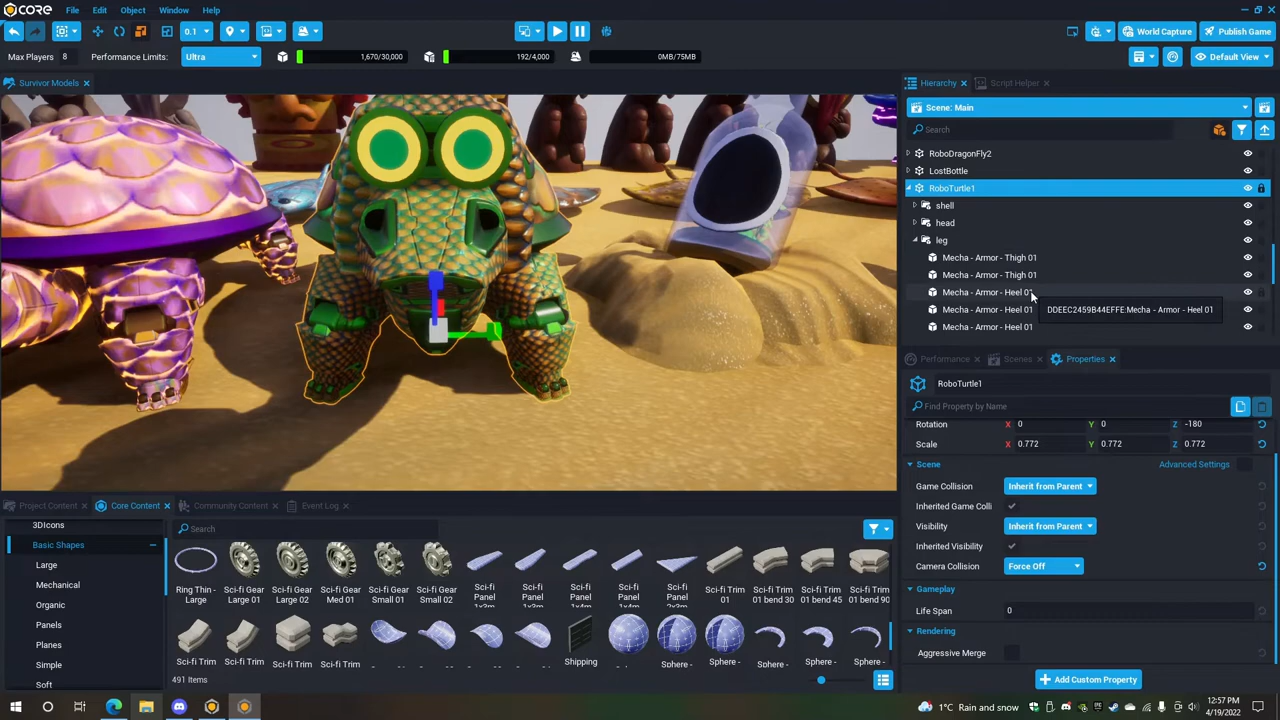 CORE File Edit Object Window Help
0.1 World Capture Publish Game
Max Players 8 Performance Limits: Ultra 1,670/30,000 192/4,000 0MB/75MB Default View
Survivor Models
Hierarchy Script Helper
Scene: Main
Search
RoboDragonFly2
LostBottle
RoboTurtle1
shell
head
leg
Mecha - Armor - Thigh 01
Mecha - Armor - Thigh 01
Mecha - Armor - Heel 01
Mecha - Armor - Heel 01
DDEEC2459B44EFFE:Mecha - Armor - Heel 01
Mecha - Armor - Heel 01
Performance Scenes Properties
RoboTurtle1
Find Property by Name
Rotation X 0 Y 0 Z -180
Scale X 0.772 Y 0.772 Z 0.772
Scene Advanced Settings
Game Collision Inherit from Parent
Inherited Game Colli
Visibility Inherit from Parent
Inherited Visibility
Camera Collision Force Off
Gameplay
Life Span 0
Rendering
Aggressive Merge
Add Custom Property
Project Content Core Content Community Content Event Log
Search
3DIcons
Basic Shapes
Large
Mechanical
Organic
Panels
Planes
Simple
Soft
Ring Thin - Large
Sci-fi Gear Large 01
Sci-fi Gear Large 02
Sci-fi Gear Med 01
Sci-fi Gear Small 01
Sci-fi Gear Small 02
Sci-fi Panel 1x3m
Sci-fi Panel
Sci-fi Panel 1x4m
Sci-fi Panel 1x4m
Sci-fi Panel 2x3m
Sci-fi Trim 01
Sci-fi Trim 01 bend 30
Sci-fi Trim 01 bend 45
Sci-fi Trim 01 bend 90
Sci-fi Trim
Sci-fi Trim
Sci-fi Trim
Sci-fi Trim
Shipping
Sphere -
Sphere -
Sphere -
Sphere -
Sphere -
491 Items
1°C Rain and snow
12:57 PM
4/19/2022